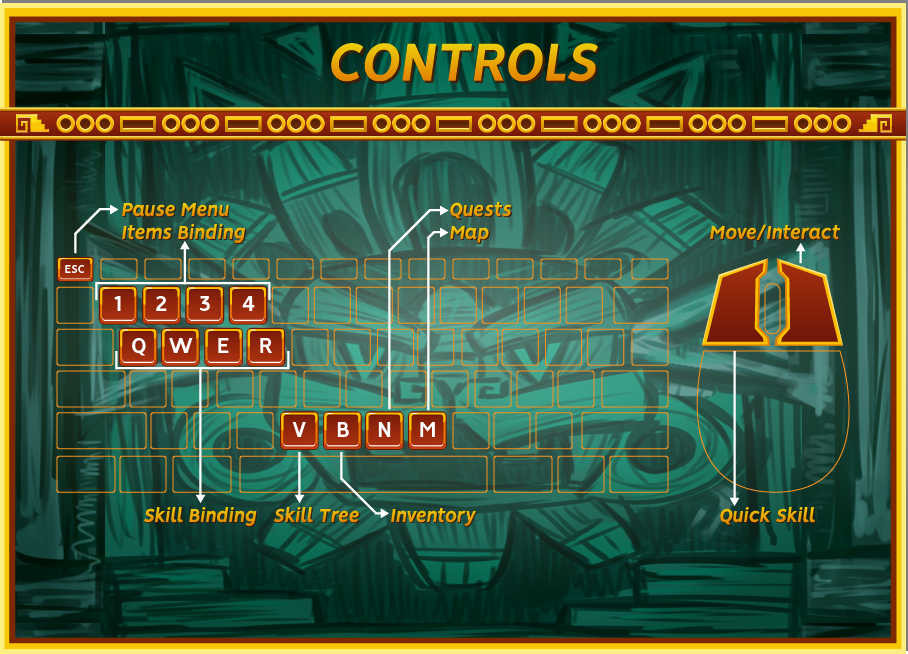 CONTROLS
Pause Menu
Items Binding
Quests
Map
Move/Interact
ESC
1 2 3 4
Q W E R
V B N M
Skill Binding
Skill Tree
Inventory
Quick Skill